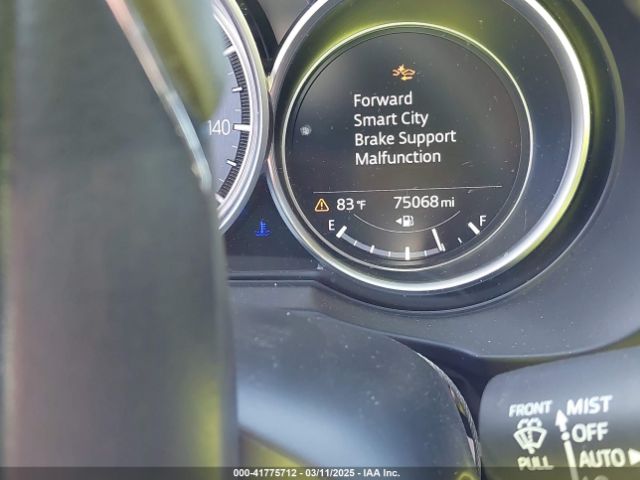 140
Forward
Smart City
Brake Support
Malfunction
83°F 75068 mi
E F
FRONT MIST
OFF
PULL AUTO
000-41775712 - 03/11/2025 - IAA Inc.